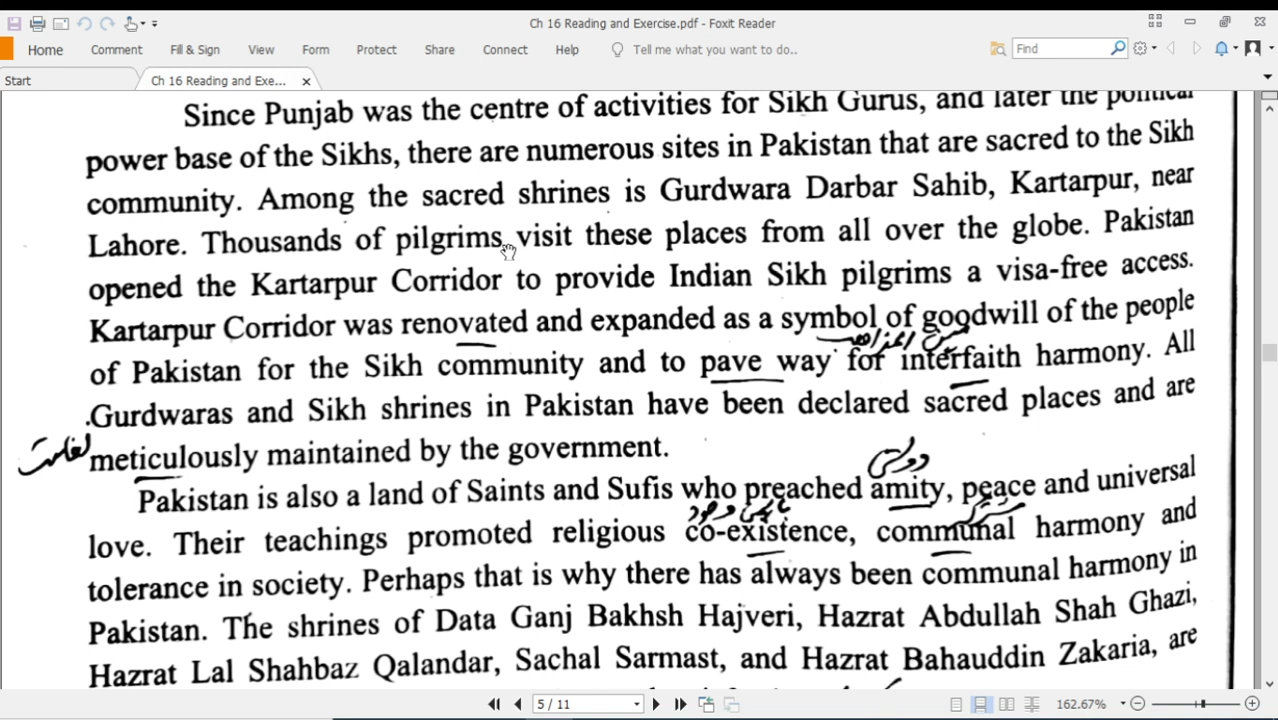 Ch 16 Reading and Exercise.pdf - Foxit Reader
Home Comment Fill & Sign View Form Protect Share Connect Help Tell me what you want to do.. Find
Start Ch 16 Reading and Exe...
Since Punjab was the centre of activities for Sikh Gurus, and later the political
power base of the Sikhs, there are numerous sites in Pakistan that are sacred to the Sikh
community. Among the sacred shrines is Gurdwara Darbar Sahib, Kartarpur, near
Lahore. Thousands of pilgrims visit these places from all over the globe. Pakistan
opened the Kartarpur Corridor to provide Indian Sikh pilgrims a visa-free access.
Kartarpur Corridor was renovated and expanded as a symbol of goodwill of the people
of Pakistan for the Sikh community and to pave way for interfaith harmony. All
Gurdwaras and Sikh shrines in Pakistan have been declared sacred places and are
meticulously maintained by the government.
دوستی
Pakistan is also a land of Saints and Sufis who preached amity, peace and universal
باہمی وجود
love. Their teachings promoted religious co-existence, communal harmony and
tolerance in society. Perhaps that is why there has always been communal harmony in
Pakistan. The shrines of Data Ganj Bakhsh Hajveri, Hazrat Abdullah Shah Ghazi,
Hazrat Lal Shahbaz Qalandar, Sachal Sarmast, and Hazrat Bahauddin Zakaria, are
5 / 11 162.67%